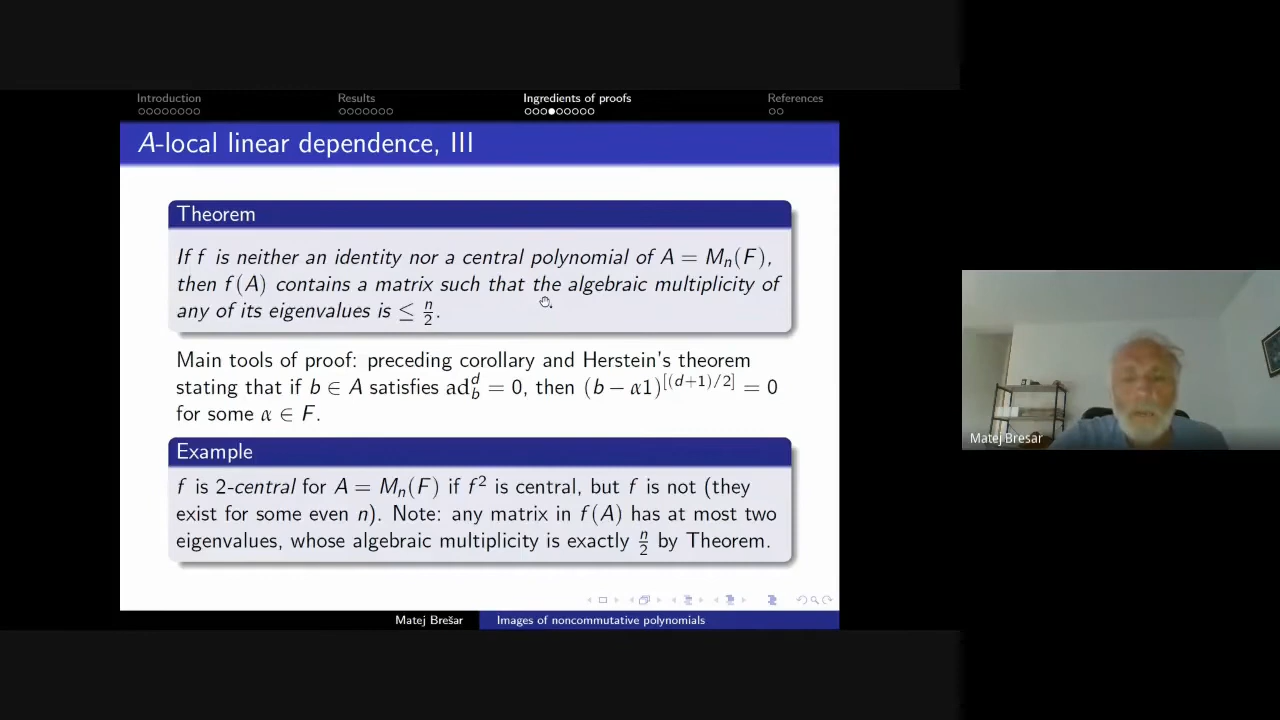 Introduction Results Ingredients of proofs References
A-local linear dependence, III
Theorem
If f is neither an identity nor a central polynomial of A = Mₙ(F),
then f(A) contains a matrix such that the algebraic multiplicity of
any of its eigenvalues is ≤ n/2.
Main tools of proof: preceding corollary and Herstein's theorem
stating that if b ∈ A satisfies ad_b^d = 0, then (b − α1)^[(d+1)/2] = 0
for some α ∈ F.
Example
f is 2-central for A = Mₙ(F) if f² is central, but f is not (they
exist for some even n). Note: any matrix in f(A) has at most two
eigenvalues, whose algebraic multiplicity is exactly n/2 by Theorem.
Matej Brešar Images of noncommutative polynomials
Matej Bresar